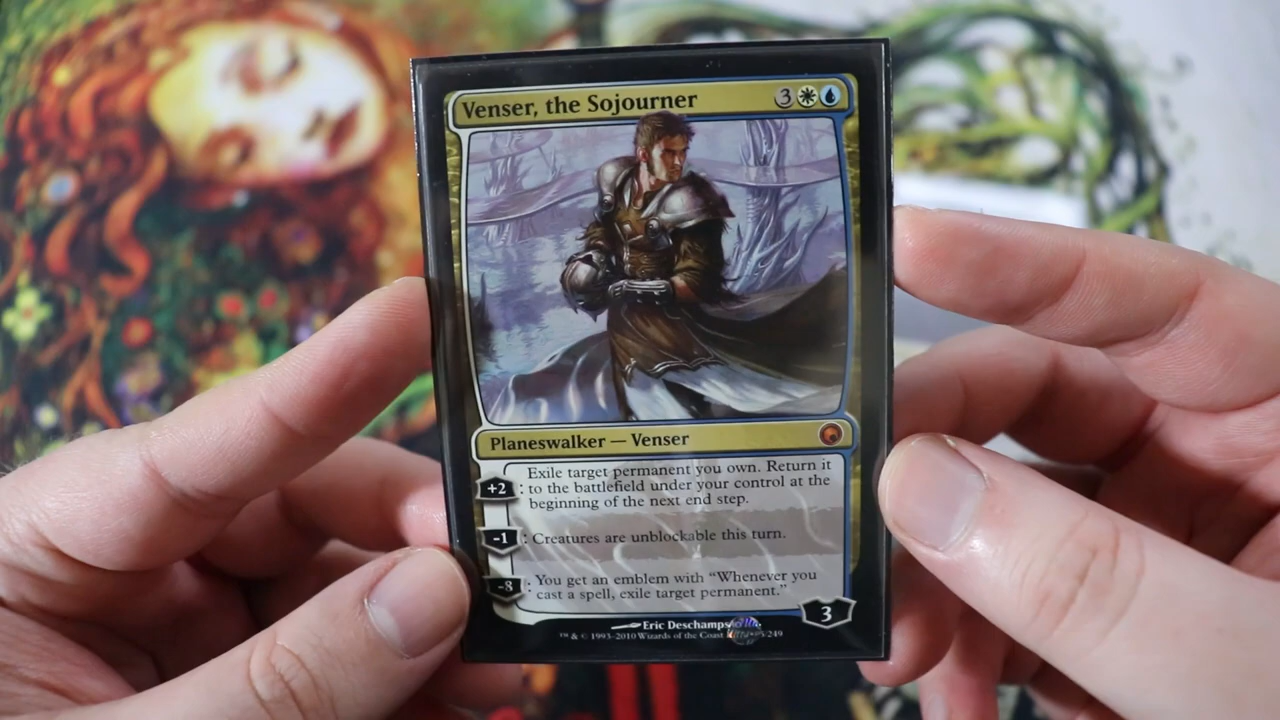 Venser, the Sojourner 3
Planeswalker — Venser
Exile target permanent you own. Return it
+2 : to the battlefield under your control at the
beginning of the next end step.
-1 : Creatures are unblockable this turn.
-8 : You get an emblem with “Whenever you
cast a spell, exile target permanent.”
3
Eric Deschamps
™ & © 1993-2010 Wizards of the Coast /249